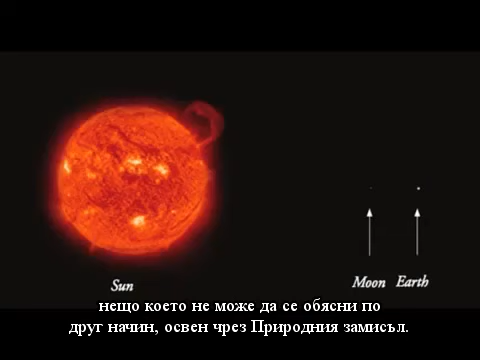 Sun
Moon Earth
нещо което не може да се обясни по
друг начин, освен чрез Природния замисъл.